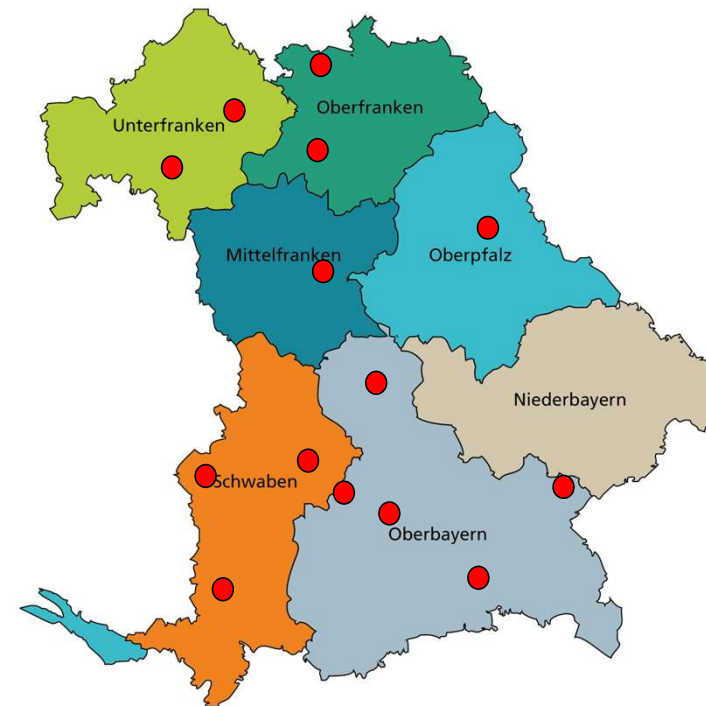 Oberfranken
Unterfranken
Mittelfranken
Oberpfalz
Niederbayern
Schwaben
Oberbayern